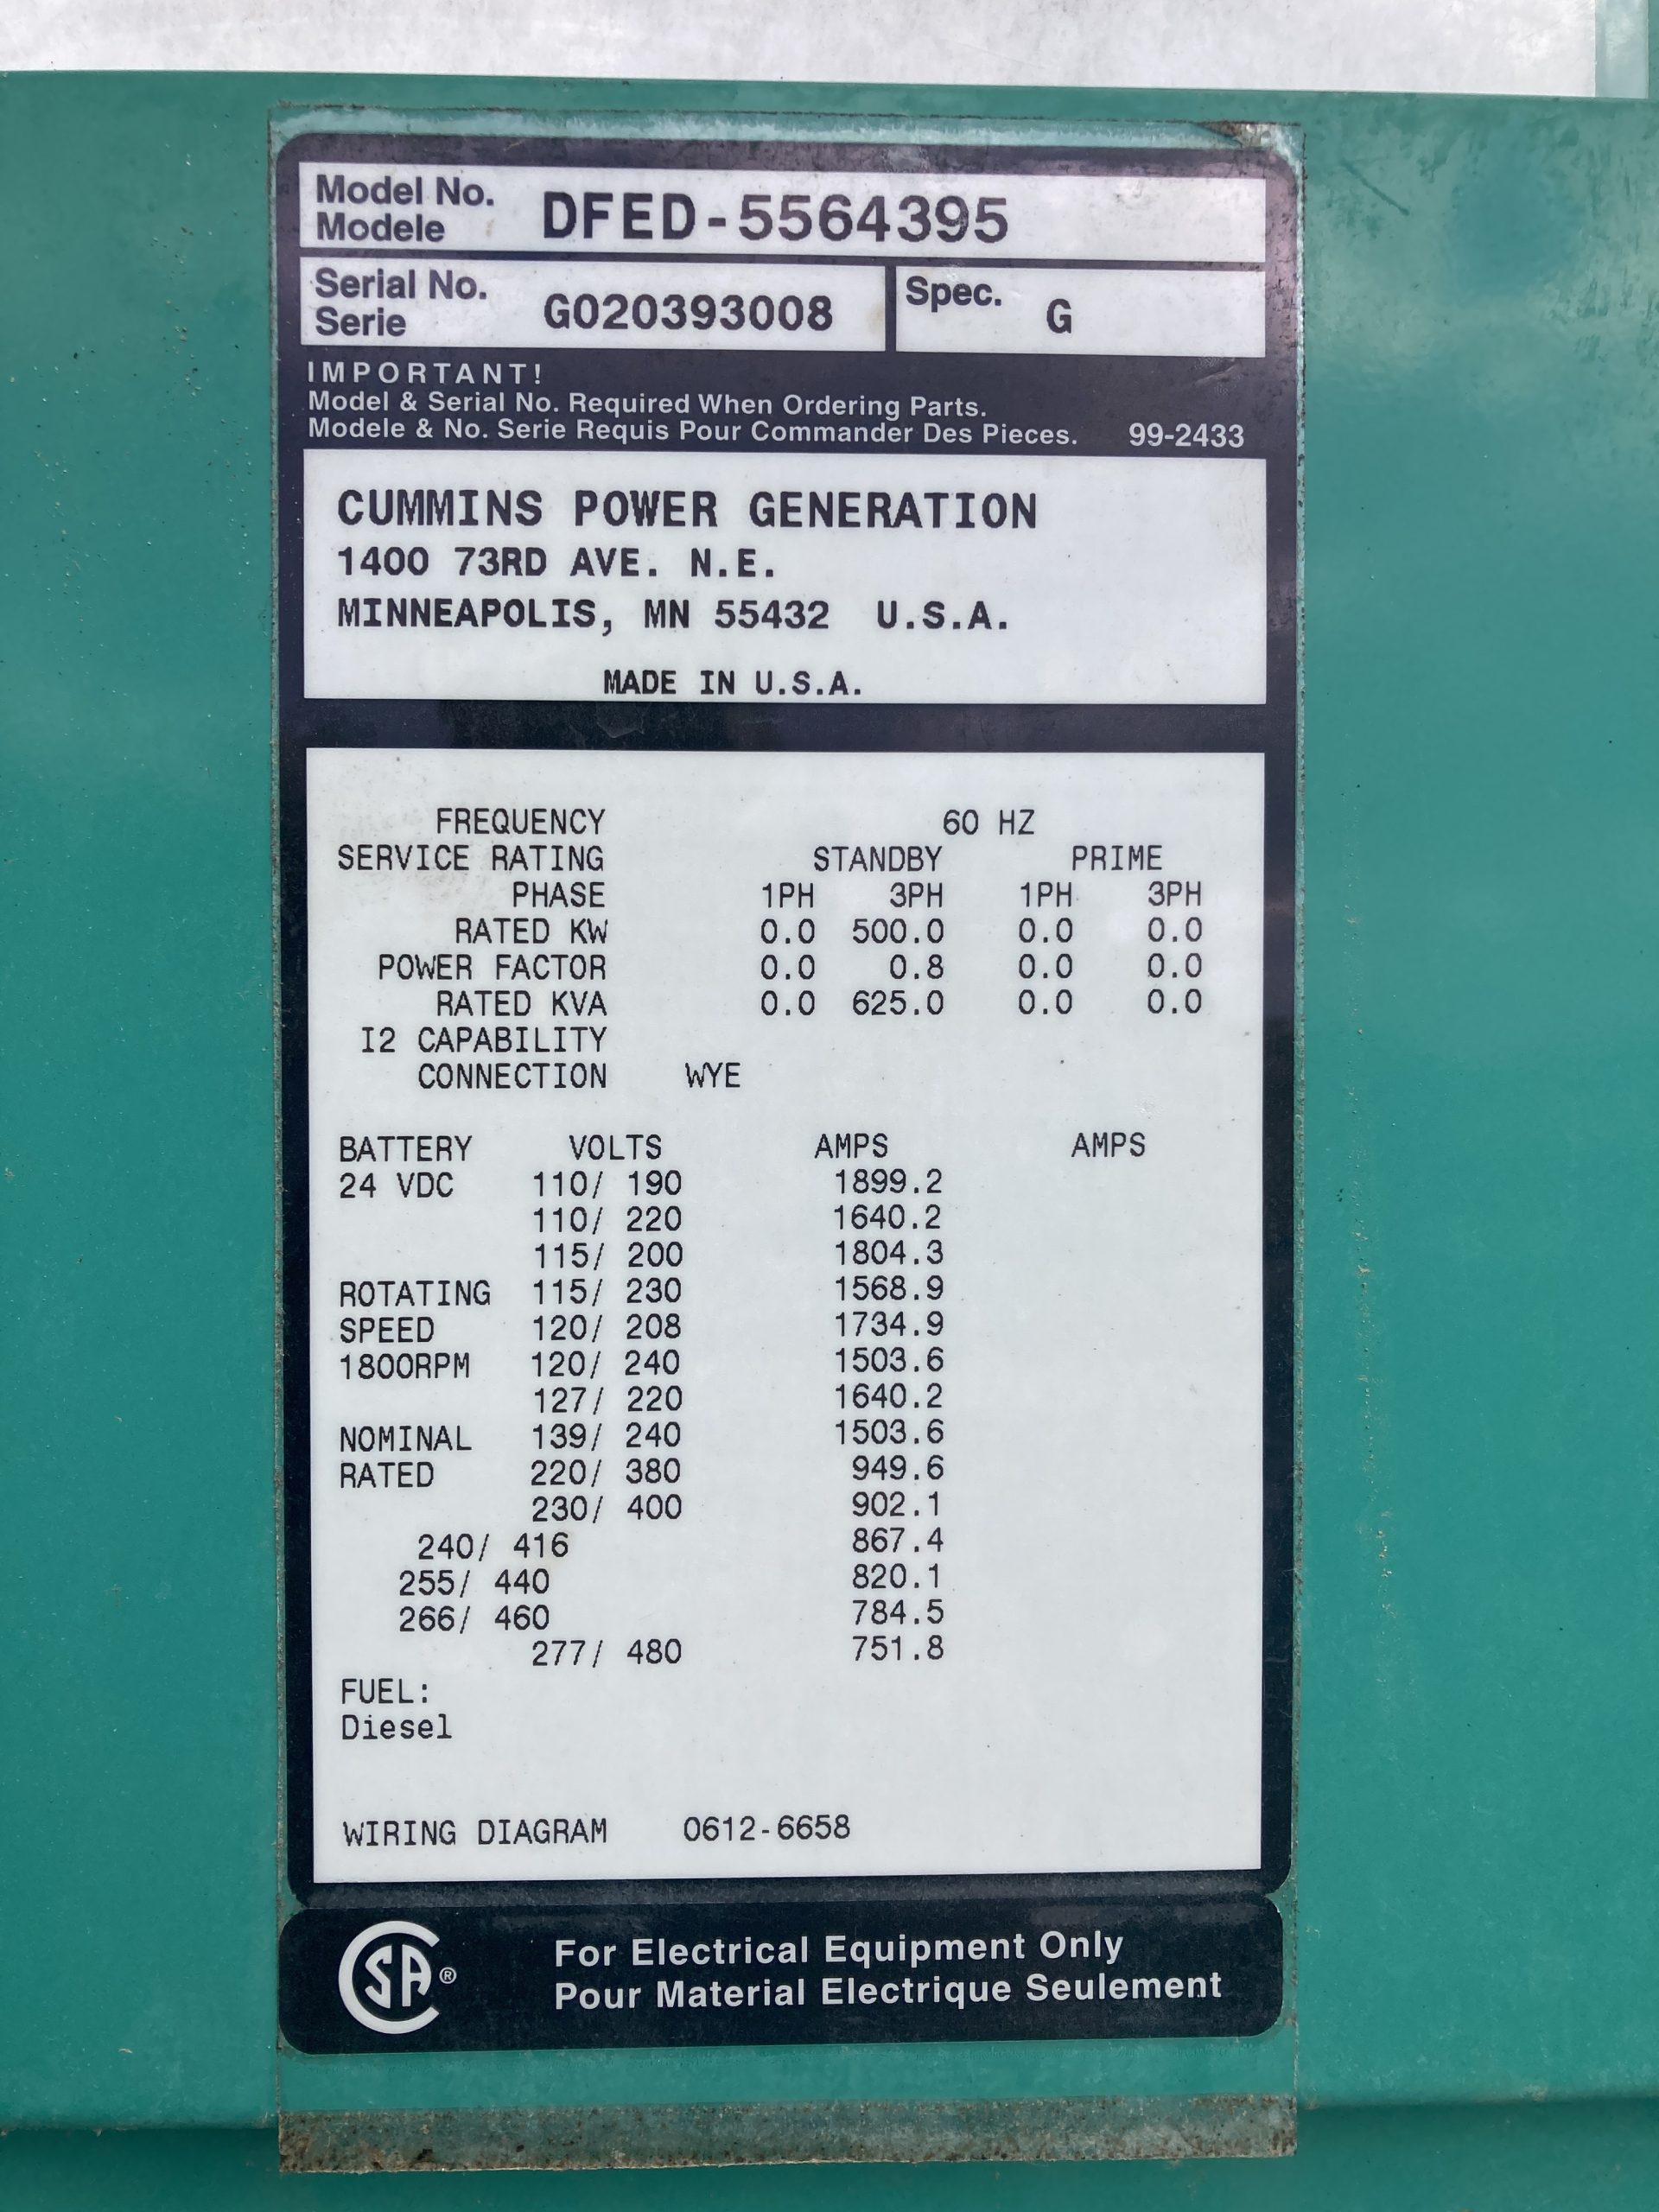 Model No.
Modele DFED-5564395
Serial No.
Serie G020393008 Spec. G
IMPORTANT!
Model & Serial No. Required When Ordering Parts.
Modele & No. Serie Requis Pour Commander Des Pieces. 99-2433
CUMMINS POWER GENERATION
1400 73RD AVE. N.E.
MINNEAPOLIS, MN 55432 U.S.A.
MADE IN U.S.A.
FREQUENCY 60 HZ
SERVICE RATING STANDBY PRIME
PHASE 1PH 3PH 1PH 3PH
RATED KW 0.0 500.0 0.0 0.0
POWER FACTOR 0.0 0.8 0.0 0.0
RATED KVA 0.0 625.0 0.0 0.0
I2 CAPABILITY
CONNECTION WYE
BATTERY VOLTS AMPS AMPS
24 VDC 110/ 190 1899.2
110/ 220 1640.2
115/ 200 1804.3
ROTATING 115/ 230 1568.9
SPEED 120/ 208 1734.9
1800RPM 120/ 240 1503.6
127/ 220 1640.2
NOMINAL 139/ 240 1503.6
RATED 220/ 380 949.6
230/ 400 902.1
240/ 416 867.4
255/ 440 820.1
266/ 460 784.5
277/ 480 751.8
FUEL:
Diesel
WIRING DIAGRAM 0612-6658
CSA® For Electrical Equipment Only
Pour Material Electrique Seulement